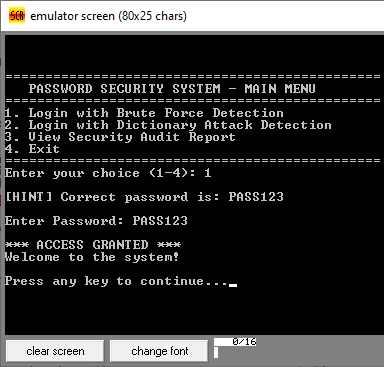 SCR emulator screen (80x25 chars)
================================================
PASSWORD SECURITY SYSTEM - MAIN MENU
================================================
1. Login with Brute Force Detection
2. Login with Dictionary Attack Detection
3. View Security Audit Report
4. Exit
================================================
Enter your choice (1-4): 1
[HINT] Correct password is: PASS123
Enter Password: PASS123
*** ACCESS GRANTED ***
Welcome to the system!
Press any key to continue...
clear screen change font 0/16